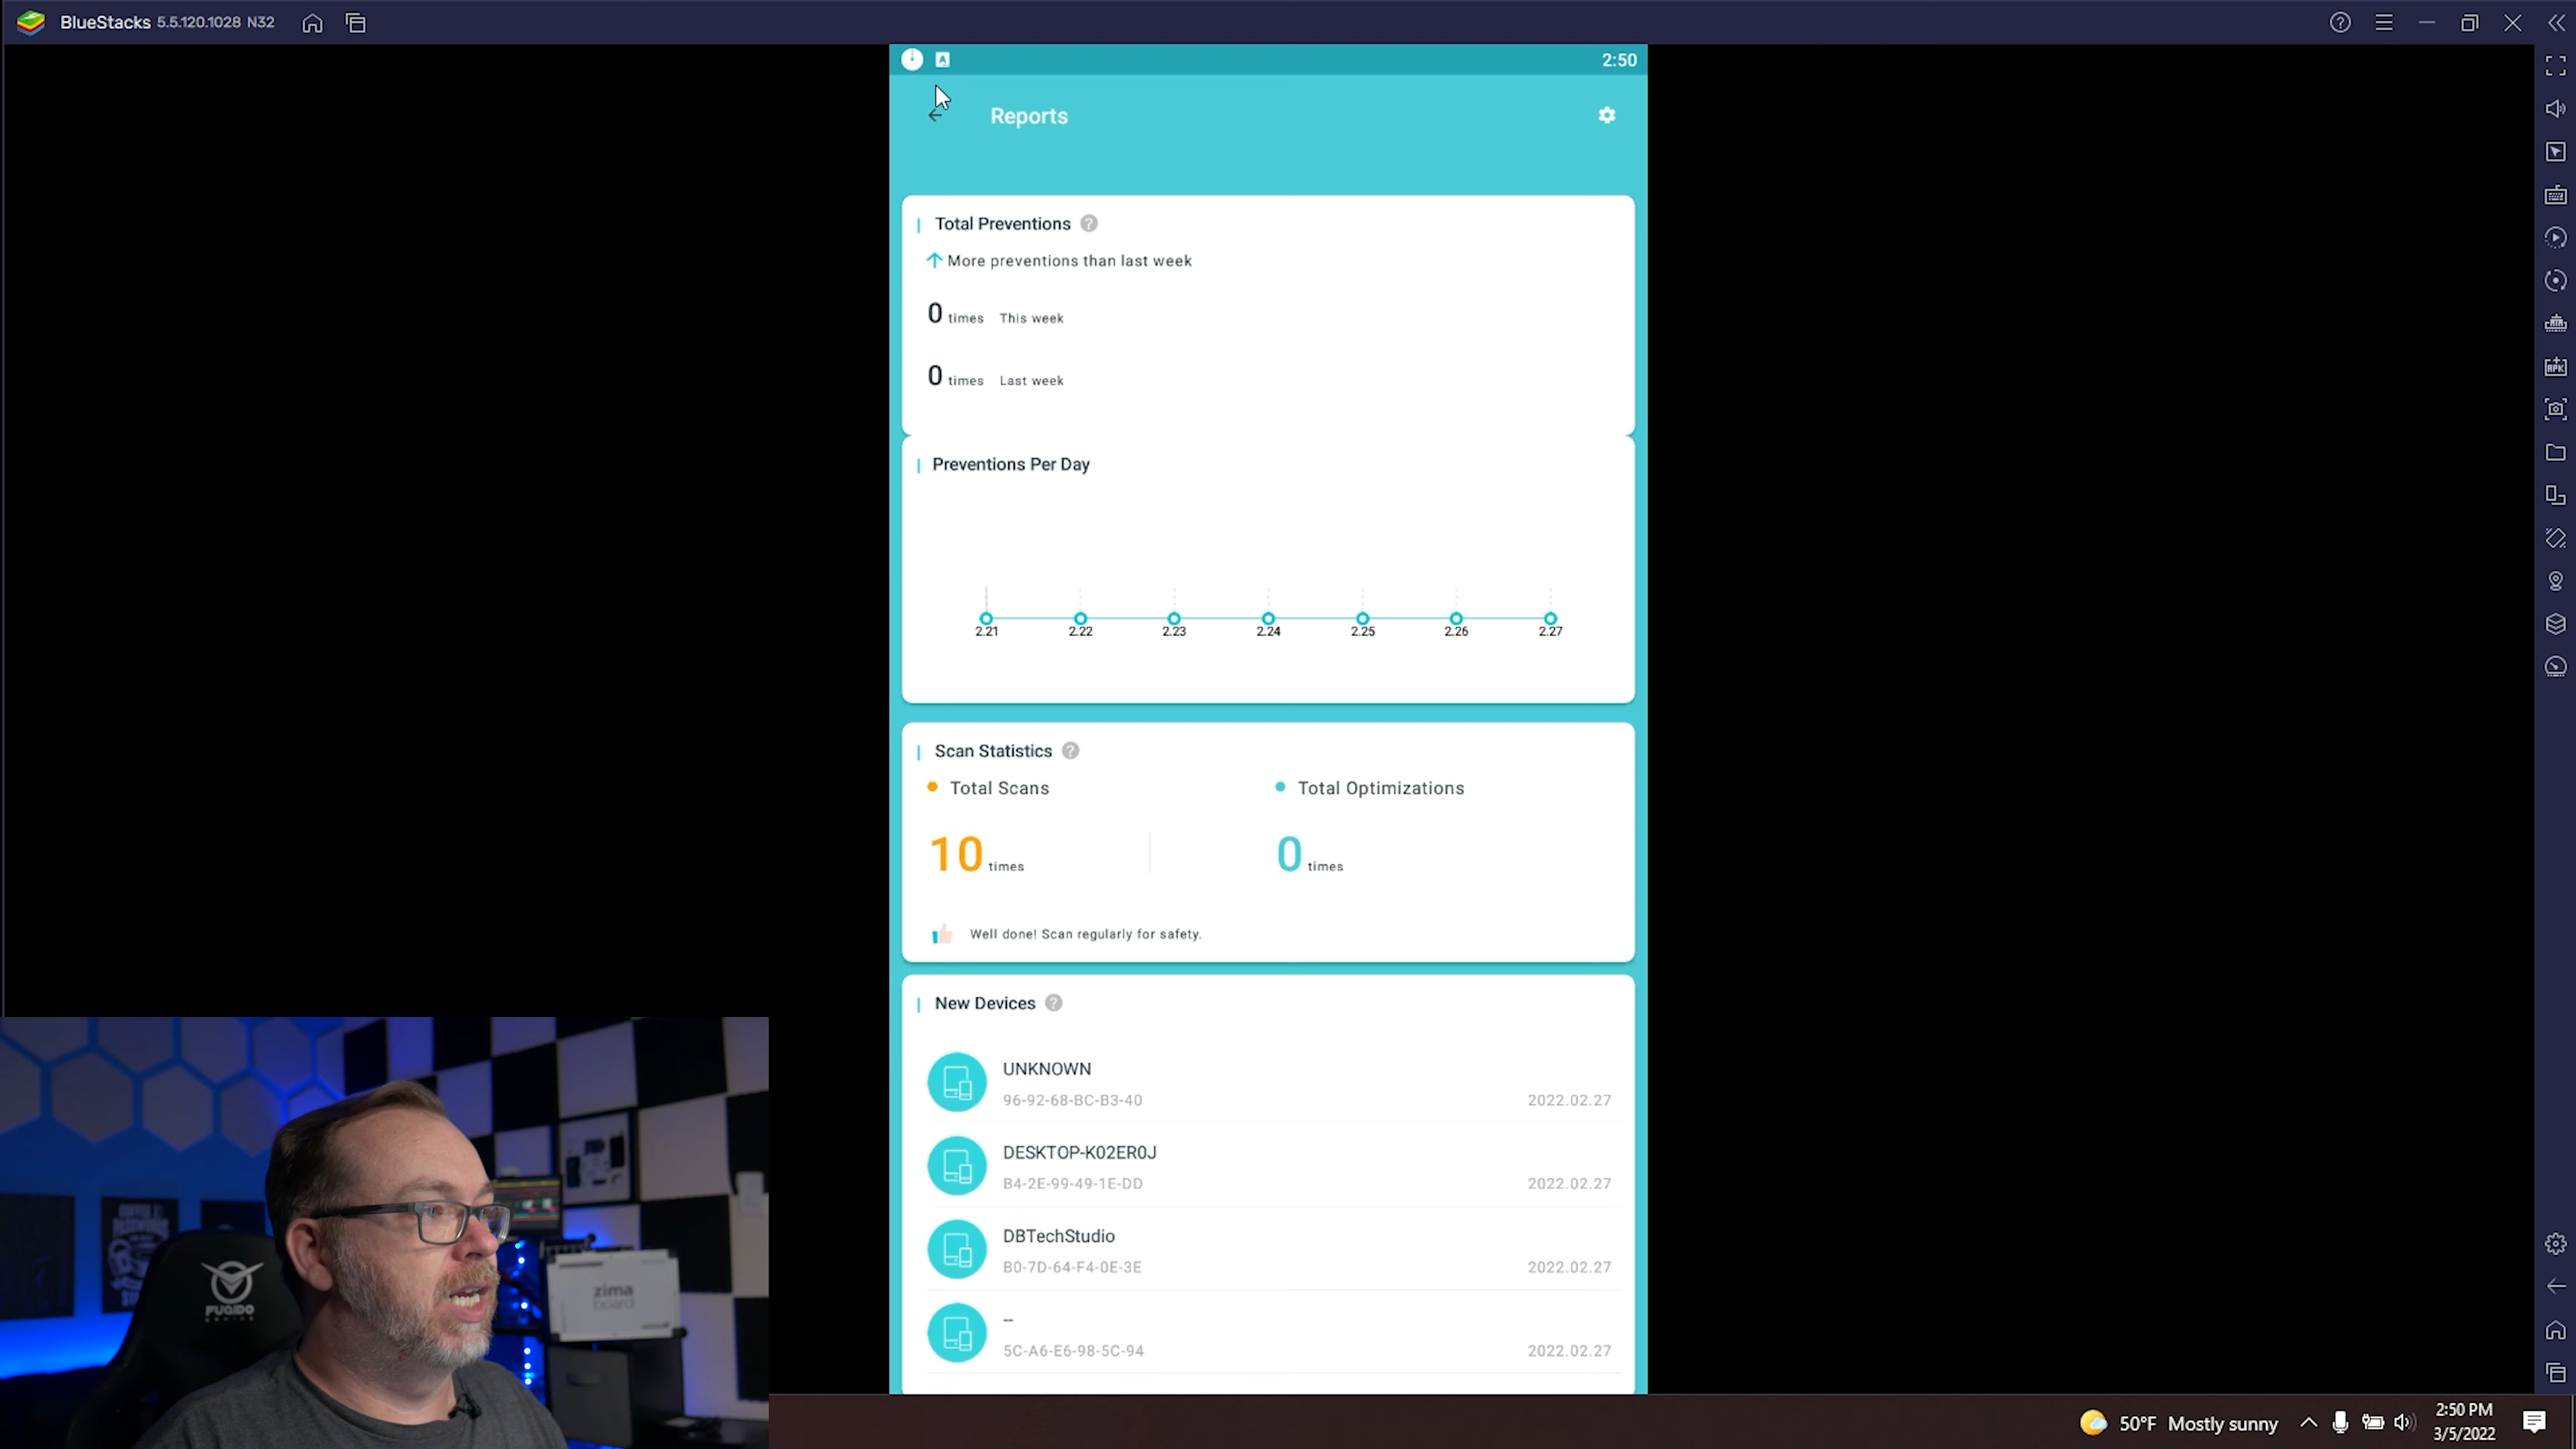 BlueStacks 5.5.120.1028 N32
2:50
Reports
Total Preventions ?
More preventions than last week
0 times This week
0 times Last week
Preventions Per Day
2.21 2.22 2.23 2.24 2.25 2.26 2.27
Scan Statistics ?
Total Scans Total Optimizations
10 times 0 times
Well done! Scan regularly for safety.
New Devices ?
UNKNOWN
96-92-68-BC-B3-40 2022.02.27
DESKTOP-K02ER0J
B4-2E-99-49-1E-DD 2022.02.27
DBTechStudio
B0-7D-64-F4-0E-3E 2022.02.27
--
5C-A6-E6-98-5C-94 2022.02.27
FUQIDO
GAMING
zima
board
50°F Mostly sunny
2:50 PM
3/5/2022